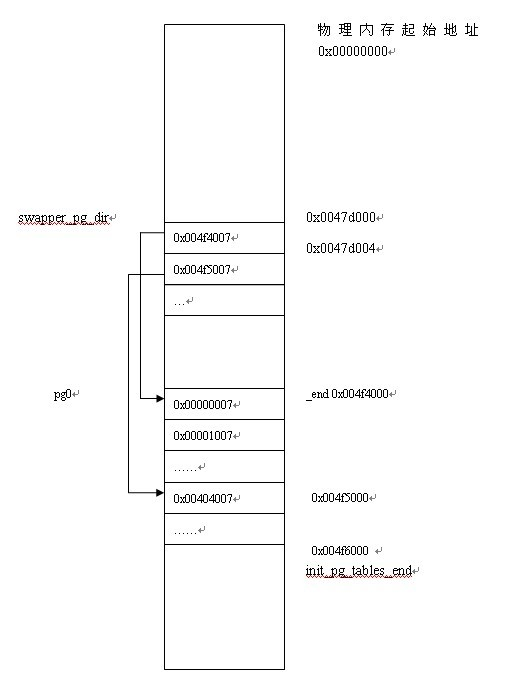 物理内存起始地址
0x00000000↵
swapper_pg_dir↵
0x0047d000↵
0x004f4007↵
0x0047d004↵
0x004f5007↵
…↵
pg0↵
_end 0x004f4000↵
0x00000007↵
0x00001007↵
……↵
0x00404007↵
0x004f5000↵
……↵
0x004f6000 ↵
init_pg_tables_end↵